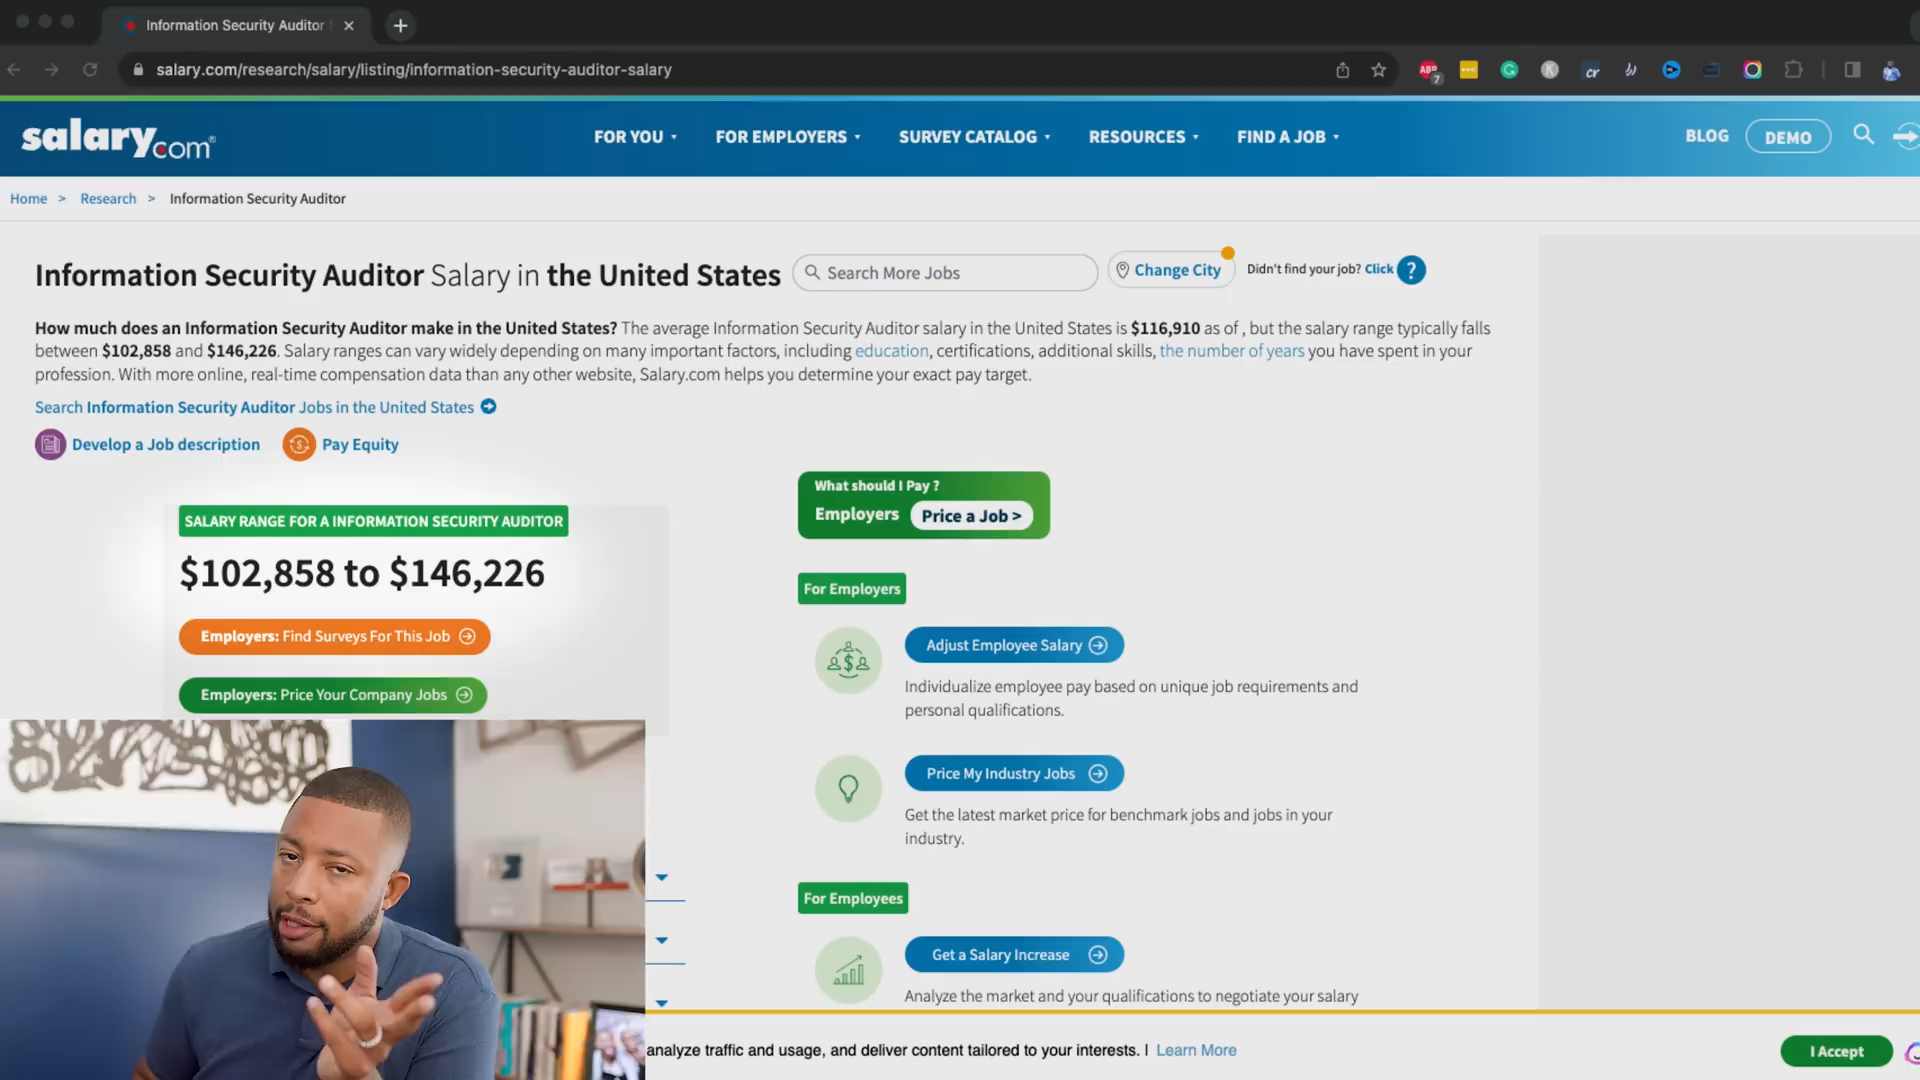 Information Security Auditor
salary.com/research/salary/listing/information-security-auditor-salary
ABP
7
cr
salary.com®
FOR YOU
FOR EMPLOYERS
SURVEY CATALOG
RESOURCES
FIND A JOB
BLOG
DEMO
Home > Research > Information Security Auditor
Information Security Auditor Salary in the United States
Search More Jobs
Change City
Didn't find your job? Click ?
How much does an Information Security Auditor make in the United States? The average Information Security Auditor salary in the United States is $116,910 as of , but the salary range typically falls
between $102,858 and $146,226. Salary ranges can vary widely depending on many important factors, including education, certifications, additional skills, the number of years you have spent in your
profession. With more online, real-time compensation data than any other website, Salary.com helps you determine your exact pay target.
Search Information Security Auditor Jobs in the United States
Develop a Job description
Pay Equity
SALARY RANGE FOR A INFORMATION SECURITY AUDITOR
$102,858 to $146,226
Employers: Find Surveys For This Job
Employers: Price Your Company Jobs
What should I Pay ?
Employers
Price a Job >
For Employers
Adjust Employee Salary
Individualize employee pay based on unique job requirements and
personal qualifications.
Price My Industry Jobs
Get the latest market price for benchmark jobs and jobs in your
industry.
For Employees
Get a Salary Increase
Analyze the market and your qualifications to negotiate your salary
analyze traffic and usage, and deliver content tailored to your interests. | Learn More
I Accept